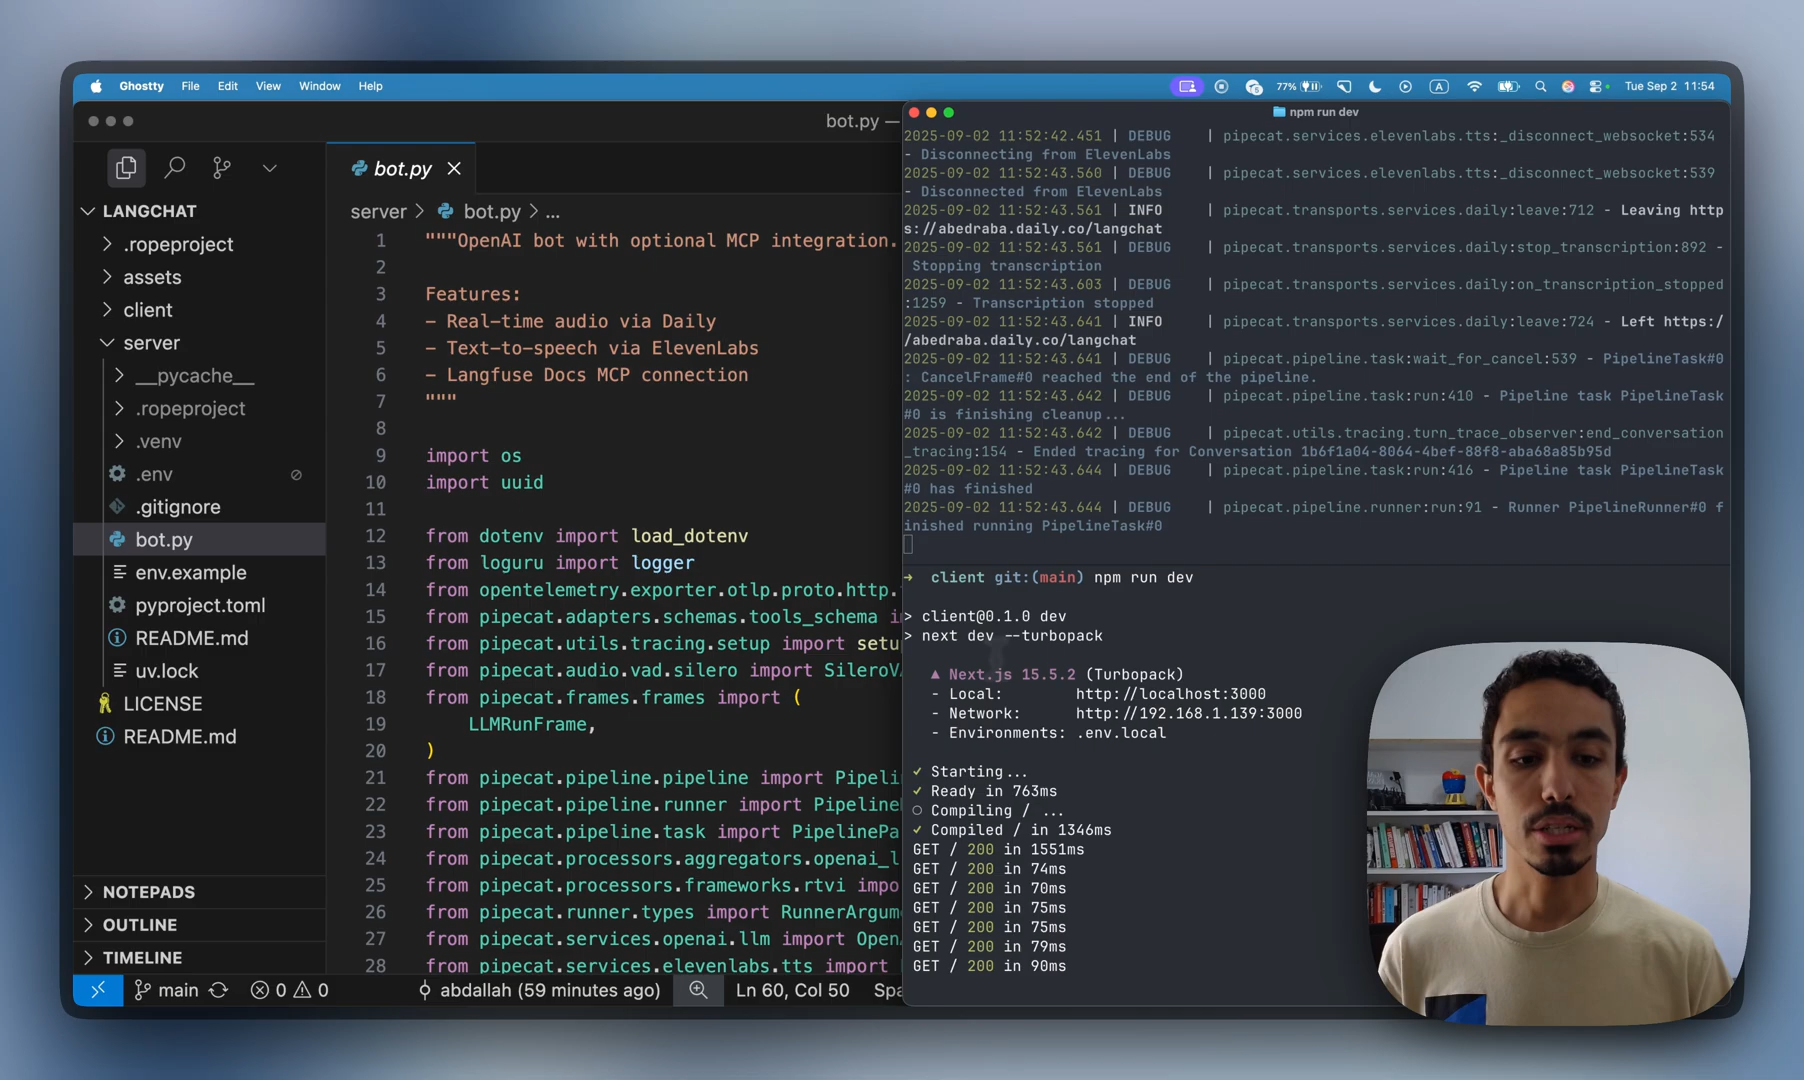 Ghostty File Edit View Window Help
77% A Tue Sep 2 11:54
bot.py —
LANGCHAT
.ropeproject
assets
client
server
__pycache__
.ropeproject
.venv
.env
.gitignore
bot.py
env.example
pyproject.toml
README.md
uv.lock
LICENSE
README.md
NOTEPADS
OUTLINE
TIMELINE
bot.py
server > bot.py > ...
1 """OpenAI bot with optional MCP integration.
2
3 Features:
4 - Real-time audio via Daily
5 - Text-to-speech via ElevenLabs
6 - Langfuse Docs MCP connection
7 """
8
9 import os
10 import uuid
11
12 from dotenv import load_dotenv
13 from loguru import logger
14 from opentelemetry.exporter.otlp.proto.http.
15 from pipecat.adapters.schemas.tools_schema im
16 from pipecat.utils.tracing.setup import setu
17 from pipecat.audio.vad.silero import SileroVA
18 from pipecat.frames.frames import (
19 LLMRunFrame,
20 )
21 from pipecat.pipeline.pipeline import Pipeli
22 from pipecat.pipeline.runner import Pipeline
23 from pipecat.pipeline.task import PipelinePa
24 from pipecat.processors.aggregators.openai_l
25 from pipecat.processors.frameworks.rtvi impo
26 from pipecat.runner.types import RunnerArgum
27 from pipecat.services.openai.llm import OpenA
28 from pipecat.services.elevenlabs.tts import
main 0 0 abdallah (59 minutes ago) Ln 60, Col 50 Spa
npm run dev
2025-09-02 11:52:42.451 | DEBUG | pipecat.services.elevenlabs.tts:_disconnect_websocket:534
- Disconnecting from ElevenLabs
2025-09-02 11:52:43.560 | DEBUG | pipecat.services.elevenlabs.tts:_disconnect_websocket:539
- Disconnected from ElevenLabs
2025-09-02 11:52:43.561 | INFO | pipecat.transports.services.daily:leave:712 - Leaving http
s://abedraba.daily.co/langchat
2025-09-02 11:52:43.561 | DEBUG | pipecat.transports.services.daily:stop_transcription:892 -
Stopping transcription
2025-09-02 11:52:43.603 | DEBUG | pipecat.transports.services.daily:on_transcription_stopped
:1259 - Transcription stopped
2025-09-02 11:52:43.641 | INFO | pipecat.transports.services.daily:leave:724 - Left https:/
/abedraba.daily.co/langchat
2025-09-02 11:52:43.641 | DEBUG | pipecat.pipeline.task:wait_for_cancel:539 - PipelineTask#0
: CancelFrame#0 reached the end of the pipeline.
2025-09-02 11:52:43.642 | DEBUG | pipecat.pipeline.task:run:410 - Pipeline task PipelineTask
#0 is finishing cleanup...
2025-09-02 11:52:43.642 | DEBUG | pipecat.utils.tracing.turn_trace_observer:end_conversation
_tracing:154 - Ended tracing for Conversation 1b6f1a04-8064-4bef-88f8-aba68a85b95d
2025-09-02 11:52:43.644 | DEBUG | pipecat.pipeline.task:run:416 - Pipeline task PipelineTask
#0 has finished
2025-09-02 11:52:43.644 | DEBUG | pipecat.pipeline.runner:run:91 - Runner PipelineRunner#0 f
inished running PipelineTask#0
→ client git:(main) npm run dev
> client@0.1.0 dev
> next dev --turbopack
▲ Next.js 15.5.2 (Turbopack)
- Local: http://localhost:3000
- Network: http://192.168.1.139:3000
- Environments: .env.local
✓ Starting...
✓ Ready in 763ms
○ Compiling / ...
✓ Compiled / in 1346ms
GET / 200 in 1551ms
GET / 200 in 74ms
GET / 200 in 70ms
GET / 200 in 75ms
GET / 200 in 75ms
GET / 200 in 79ms
GET / 200 in 90ms